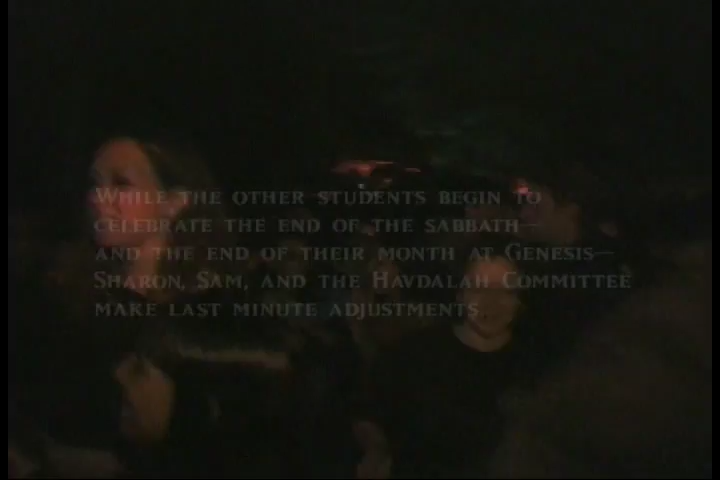 While the other students begin to
celebrate the end of the sabbath—
and the end of their month at Genesis—
Sharon, Sam, and the Havdalah Committee
make last minute adjustments.